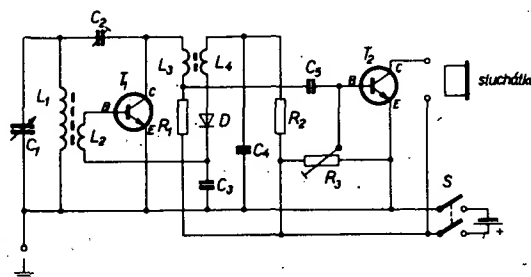 C₂
L₃
L₄
T₁
C
B
E
L₁
L₂
C₁
R₁
D
C₃
C₄
R₂
C₅
R₃
T₂
C
B
E
sluchátka
S
+